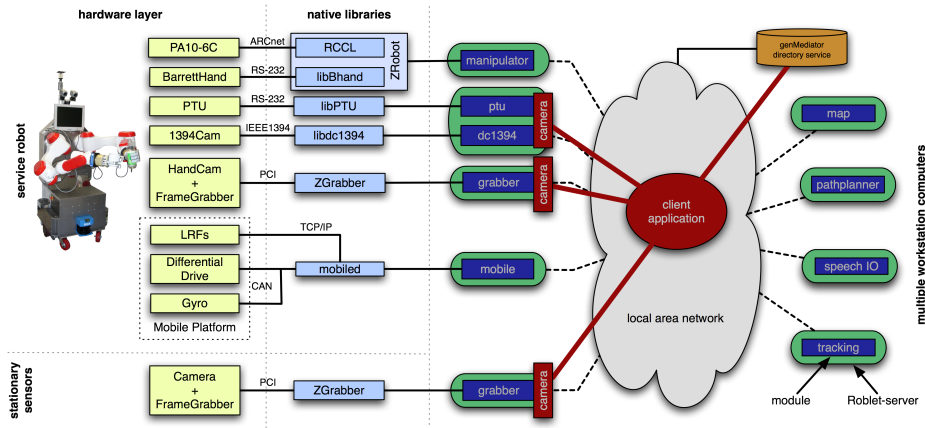 hardware layer
native libraries
service robot
PA10-6C
ARCnet
RCCL
ZRobot
manipulator
BarrettHand
RS-232
libBhand
PTU
RS-232
libPTU
ptu
camera
1394Cam
IEEE1394
libdc1394
dc1394
HandCam
+
FrameGrabber
PCI
ZGrabber
grabber
camera
LRFs
TCP/IP
Differential
Drive
mobiled
mobile
CAN
Gyro
Mobile Platform
stationary
sensors
Camera
+
FrameGrabber
PCI
ZGrabber
grabber
camera
client
application
local area network
genMediator
directory service
map
pathplanner
speech IO
tracking
module
Roblet-server
multiple workstation computers